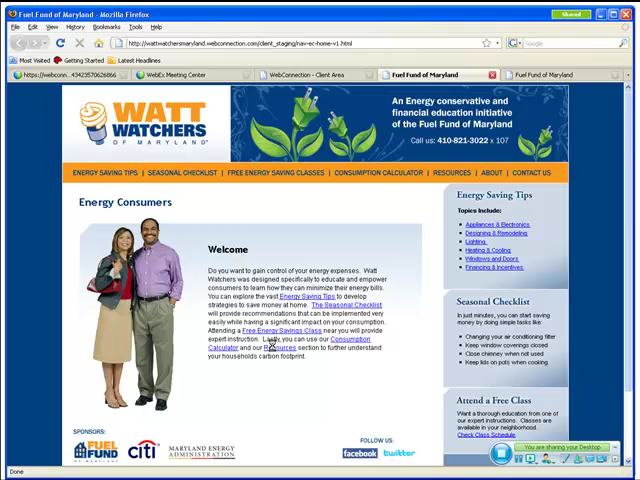 Fuel Fund of Maryland - Mozilla Firefox
Shared
File Edit View History Bookmarks Tools Help
http://wattwatchersmaryland.webconnection.com/client_staging/nav-ec-home-v1.html
Google
Most Visited Getting Started Latest Headlines
https://webconn...43423570626866
WebEx Meeting Center
WebConnection - Client Area
Fuel Fund of Maryland
Fuel Fund of Maryland
WATT
WATCHERS
OF MARYLAND
An Energy conservative and
financial education initiative
of the Fuel Fund of Maryland
Call us: 410-821-3022 x 107
ENERGY SAVING TIPS | SEASONAL CHECKLIST | FREE ENERGY SAVING CLASSES | CONSUMPTION CALCULATOR | RESOURCES | ABOUT | CONTACT US
Energy Consumers
Welcome
Do you want to gain control of your energy expenses. Watt
Watchers was designed specifically to educate and empower
consumers to learn how they can minimize their energy bills.
You can explore the vast Energy Saving Tips to develop
strategies to save money at home. The Seasonal Checklist
will provide recommendations that can be implemented very
easily while having a significant impact on your consumption.
Attending a Free Energy Savings Class near you will provide
expert instruction. Lastly, you can use our Consumption
Calculator and our Resources section to further understand
your households carbon footprint.
Energy Saving Tips
Topics Include:
Appliances & Electronics
Designing & Remodeling
Lighting
Heating & Cooling
Windows and Doors
Financing & Incentives
Seasonal Checklist
In just minutes, you can start saving
money by doing simple tasks like:
Changing your air conditioning filter
Keep window coverings closed
Close chimney when not used
Keep lids on pots when cooking
Attend a Free Class
Want a thorough education from one of
our expert instructions. Classes are
available in your neighborhood.
Check Class Schedule
SPONSORS:
FUEL
FUND
OF MARYLAND
citi
MARYLAND ENERGY
ADMINISTRATION
FOLLOW US:
facebook
twitter
You are sharing your Desktop
Done